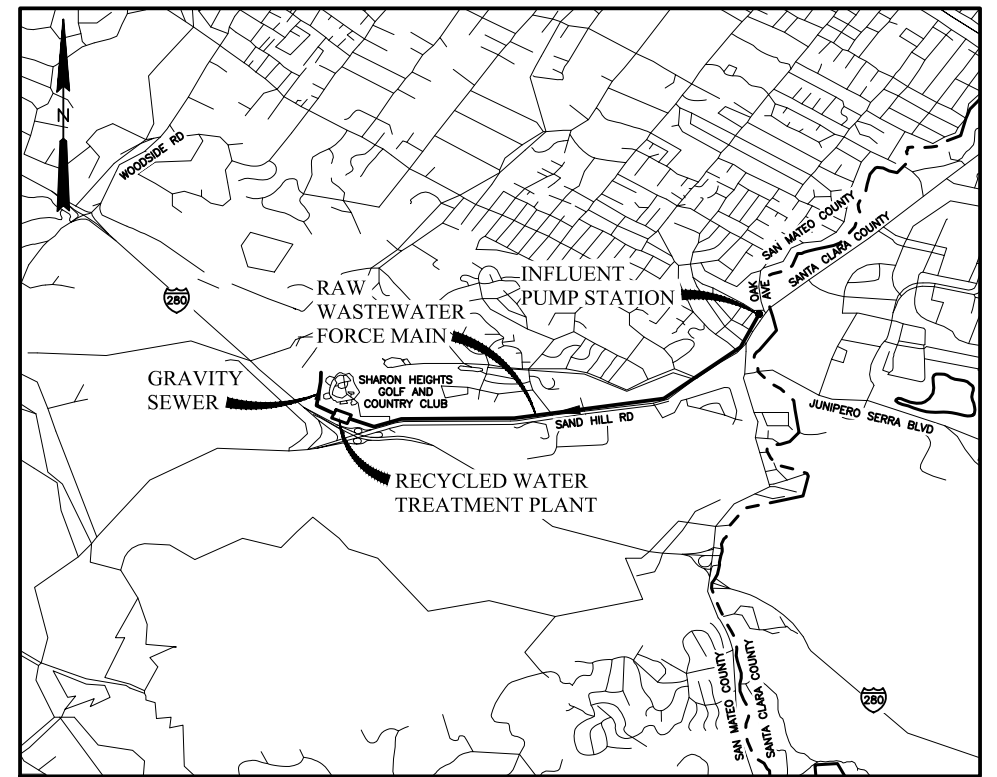 N
WOODSIDE RD
280
RAW
WASTEWATER
FORCE MAIN
INFLUENT
PUMP STATION
OAK
AVE
SAN MATEO COUNTY
SANTA CLARA COUNTY
GRAVITY
SEWER
SHARON HEIGHTS
GOLF AND
COUNTRY CLUB
SAND HILL RD
JUNIPERO SERRA BLVD
RECYCLED WATER
TREATMENT PLANT
SAN MATEO COUNTY
SANTA CLARA COUNTY
280